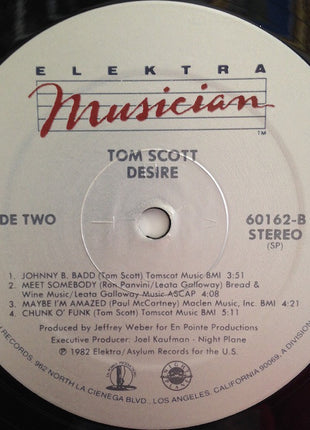 ELEKTRA
Musician
TM
TOM SCOTT
DESIRE
DE TWO
60162-B
STEREO
(SP)
1. JOHNNY B. BADD (Tom Scott) Tomscot Music BMI 3:51
2. MEET SOMEBODY (Ron Panvini/Leata Galloway) Bread &
Wine Music/Leata Galloway Music ASCAP 4:08
3. MAYBE I'M AMAZED (Paul McCartney) Maclen Music, Inc. BMI 4:21
4. CHUNK O' FUNK (Tom Scott) Tomscot Music BMI 5:11
Produced by Jeffrey Weber for En Pointe Productions
Executive Producer: Joel Kaufman - Night Plane
℗ 1982 Elektra/Asylum Records for the U.S.
RECORDS, 962 NORTH LA CIENEGA BLVD., LOS ANGELES, CALIFORNIA 90069, A DIVISION